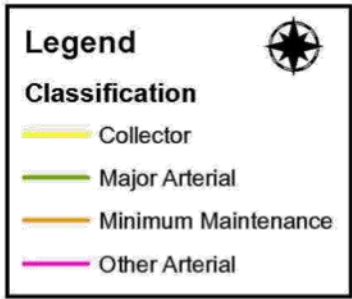 Legend
Classification
Collector
Major Arterial
Minimum Maintenance
Other Arterial